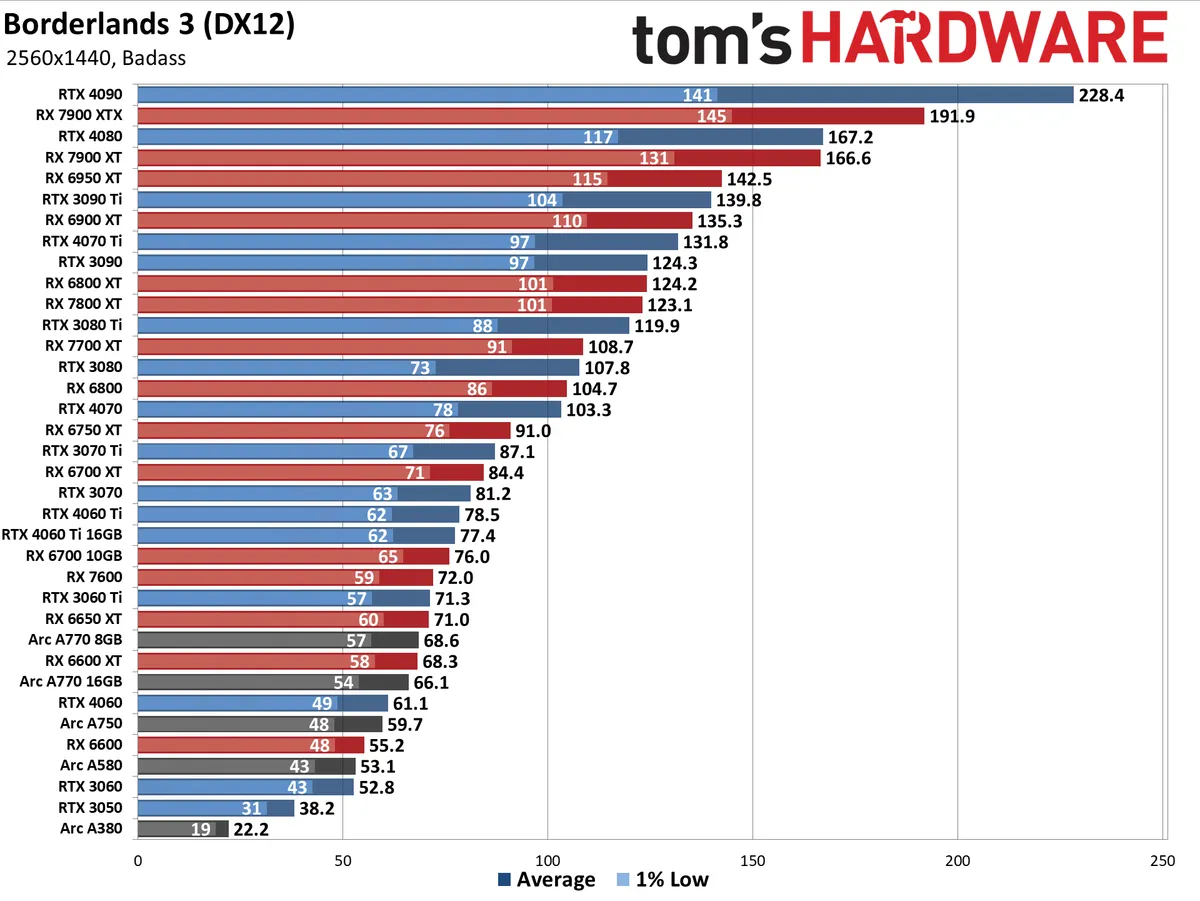 Borderlands 3 (DX12)
tom's HARDWARE
2560x1440, Badass
RTX 4090 141 228.4
RX 7900 XTX 145 191.9
RTX 4080 117 167.2
RX 7900 XT 131 166.6
RX 6950 XT 115 142.5
RTX 3090 Ti 104 139.8
RX 6900 XT 110 135.3
RTX 4070 Ti 97 131.8
RTX 3090 97 124.3
RX 6800 XT 101 124.2
RX 7800 XT 101 123.1
RTX 3080 Ti 88 119.9
RX 7700 XT 91 108.7
RTX 3080 73 107.8
RX 6800 86 104.7
RTX 4070 78 103.3
RX 6750 XT 76 91.0
RTX 3070 Ti 67 87.1
RX 6700 XT 71 84.4
RTX 3070 63 81.2
RTX 4060 Ti 62 78.5
RTX 4060 Ti 16GB 62 77.4
RX 6700 10GB 65 76.0
RX 7600 59 72.0
RTX 3060 Ti 57 71.3
RX 6650 XT 60 71.0
Arc A770 8GB 57 68.6
RX 6600 XT 58 68.3
Arc A770 16GB 54 66.1
RTX 4060 49 61.1
Arc A750 48 59.7
RX 6600 48 55.2
Arc A580 43 53.1
RTX 3060 43 52.8
RTX 3050 31 38.2
Arc A380 19 22.2
0 50 100 150 200 250
Average 1% Low